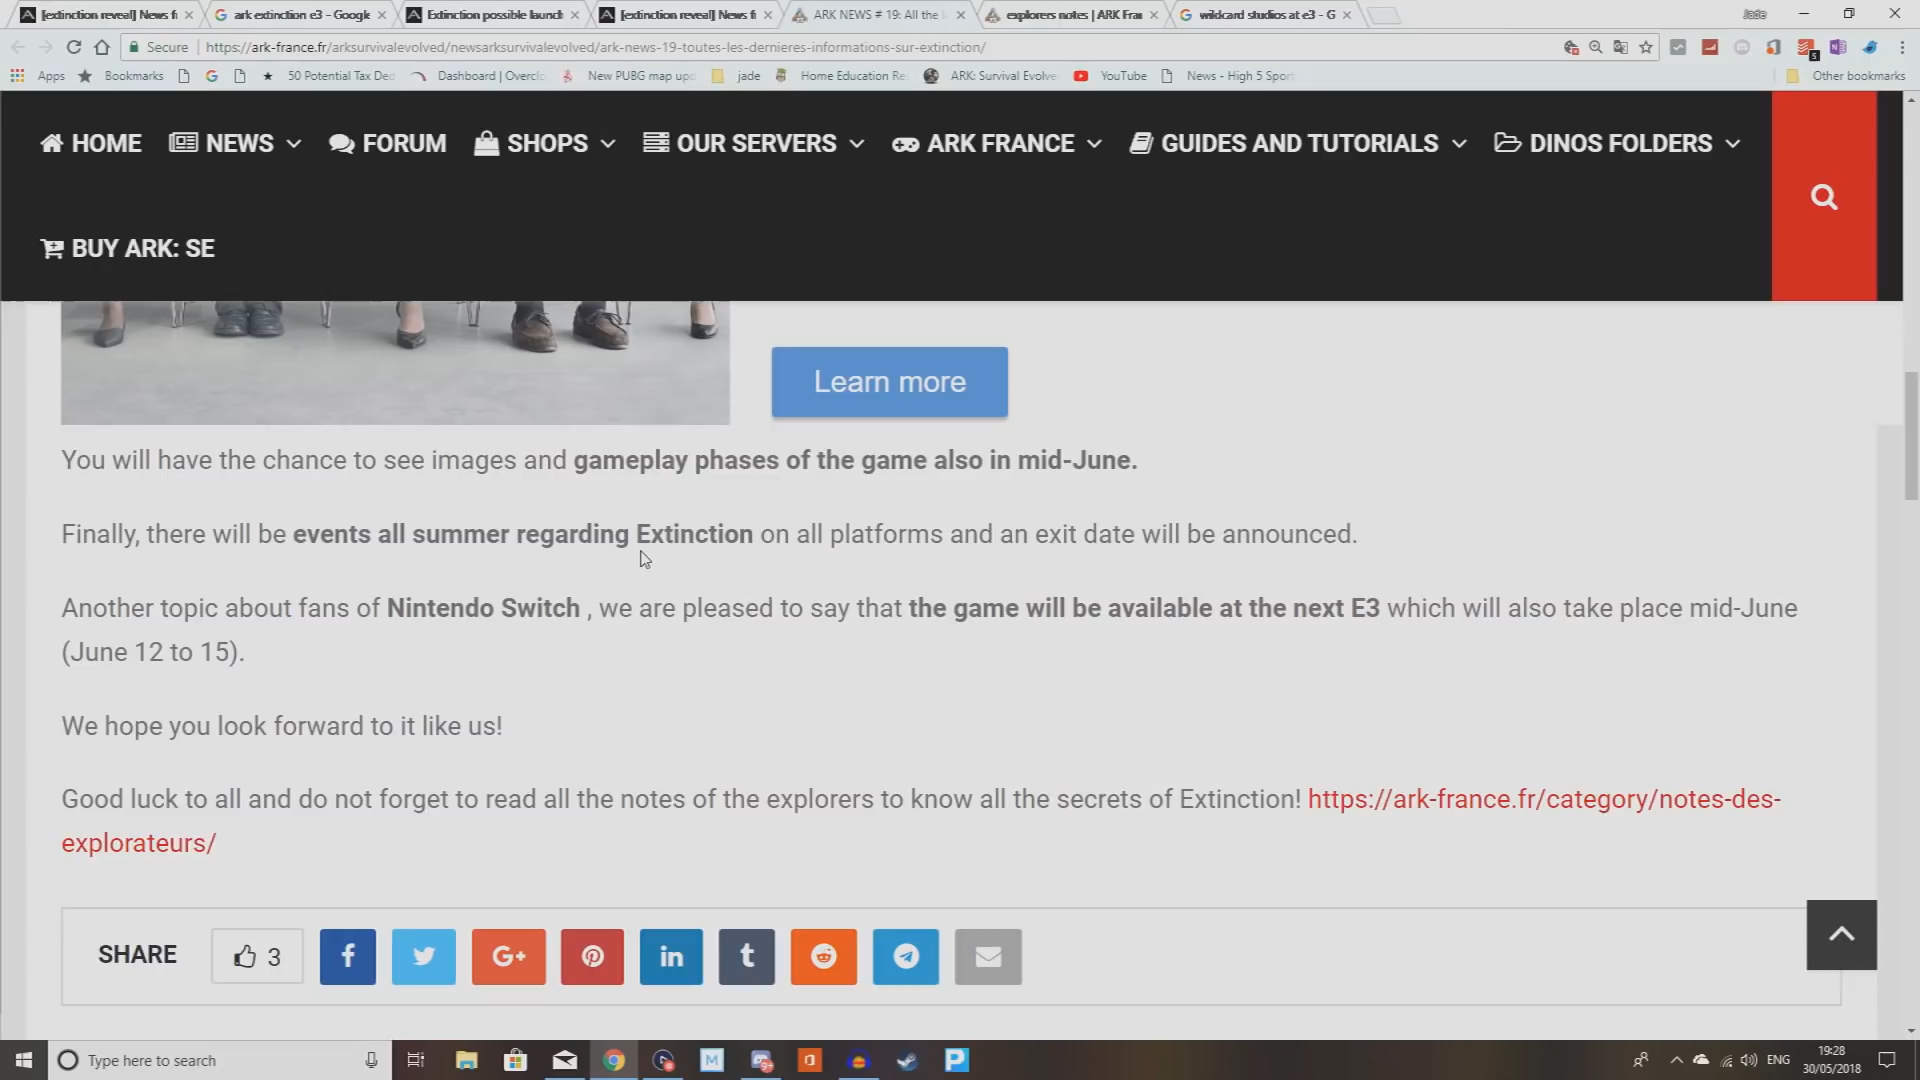 [extinction reveal] News f
ark extinction e3 - Google
Extinction possible launch
[extinction reveal] News f
ARK NEWS # 19: All the
explorers notes | ARK Fra
wildcard studios at e3 - G
Jade
Secure
https://ark-france.fr/arksurvivalevolved/newsarksurvivalevolved/ark-news-19-toutes-les-dernieres-informations-sur-extinction/
Apps
Bookmarks
50 Potential Tax Ded
Dashboard | Overclo
New PUBG map upd
jade
Home Education Re
ARK: Survival Evolve
YouTube
News - High 5 Sport
Other bookmarks
HOME NEWS FORUM SHOPS OUR SERVERS ARK FRANCE GUIDES AND TUTORIALS DINOS FOLDERS
BUY ARK: SE
Learn more
You will have the chance to see images and gameplay phases of the game also in mid-June.
Finally, there will be events all summer regarding Extinction on all platforms and an exit date will be announced.
Another topic about fans of Nintendo Switch , we are pleased to say that the game will be available at the next E3 which will also take place mid-June
(June 12 to 15).
We hope you look forward to it like us!
Good luck to all and do not forget to read all the notes of the explorers to know all the secrets of Extinction! https://ark-france.fr/category/notes-des-
explorateurs/
SHARE 3
Type here to search
ENG
19:28
30/05/2018